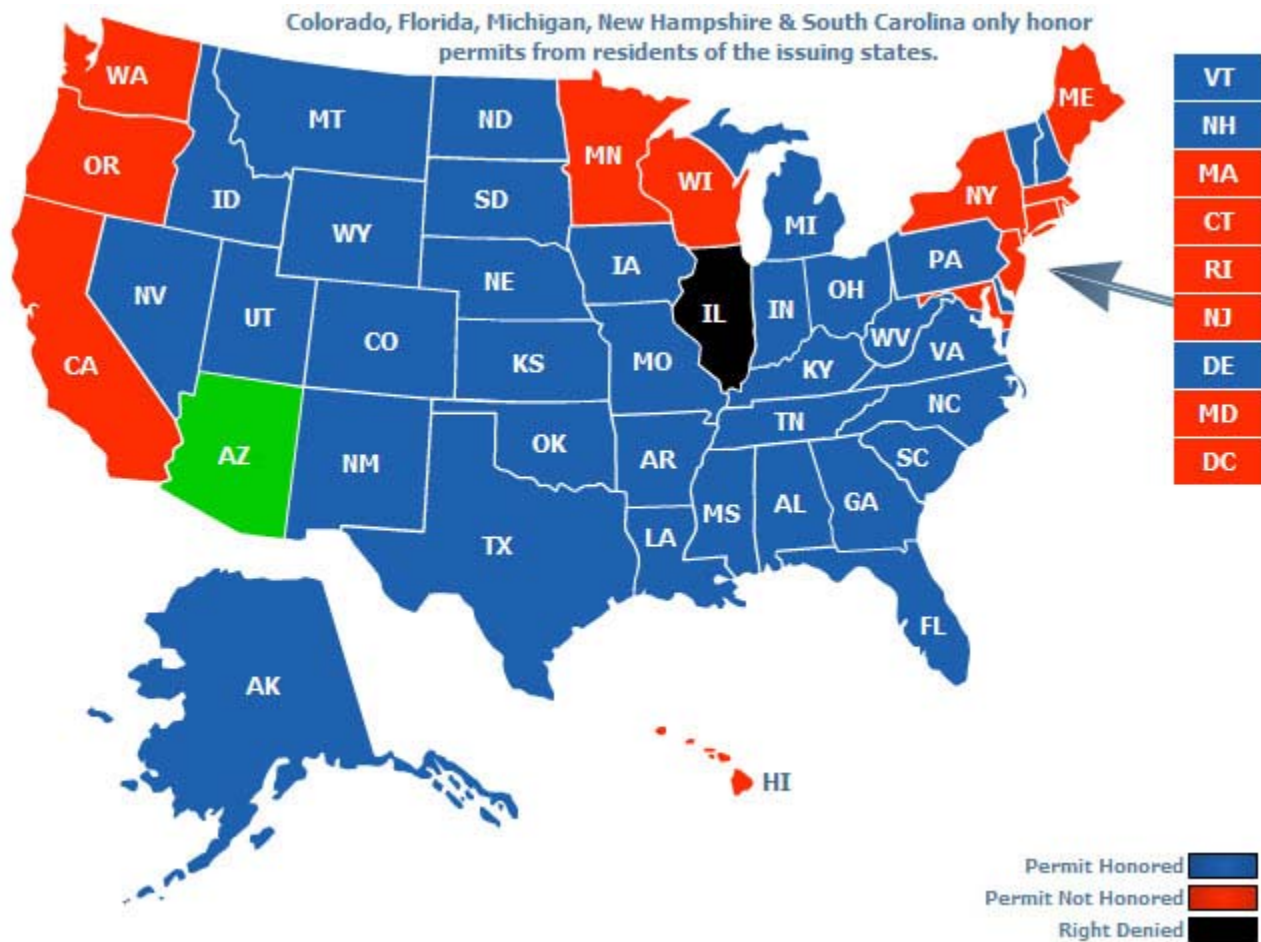 Colorado, Florida, Michigan, New Hampshire & South Carolina only honor
permits from residents of the issuing states.
WA
MT
ND
MN
ME
VT
NH
MA
CT
RI
NJ
DE
MD
DC
OR
ID
SD
WI
NY
WY
MI
IA
PA
NV
UT
NE
IL
IN
OH
CA
CO
KS
MO
WV
VA
KY
AZ
NM
OK
AR
TN
NC
SC
TX
LA
MS
AL
GA
FL
AK
HI
Permit Honored
Permit Not Honored
Right Denied